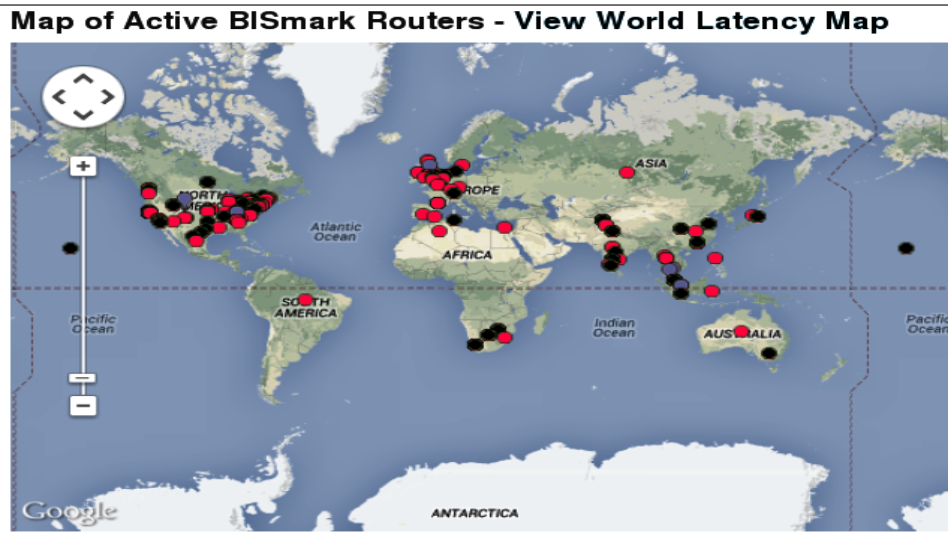 Map of Active BISmark Routers - View World Latency Map
ASIA
NORTH
AMERICA
ROPE
Atlantic
Ocean
AFRICA
SOUTH
AMERICA
Pacific
Ocean
Indian
Ocean
AUSTRALIA
Pacific
Ocean
Google
ANTARCTICA